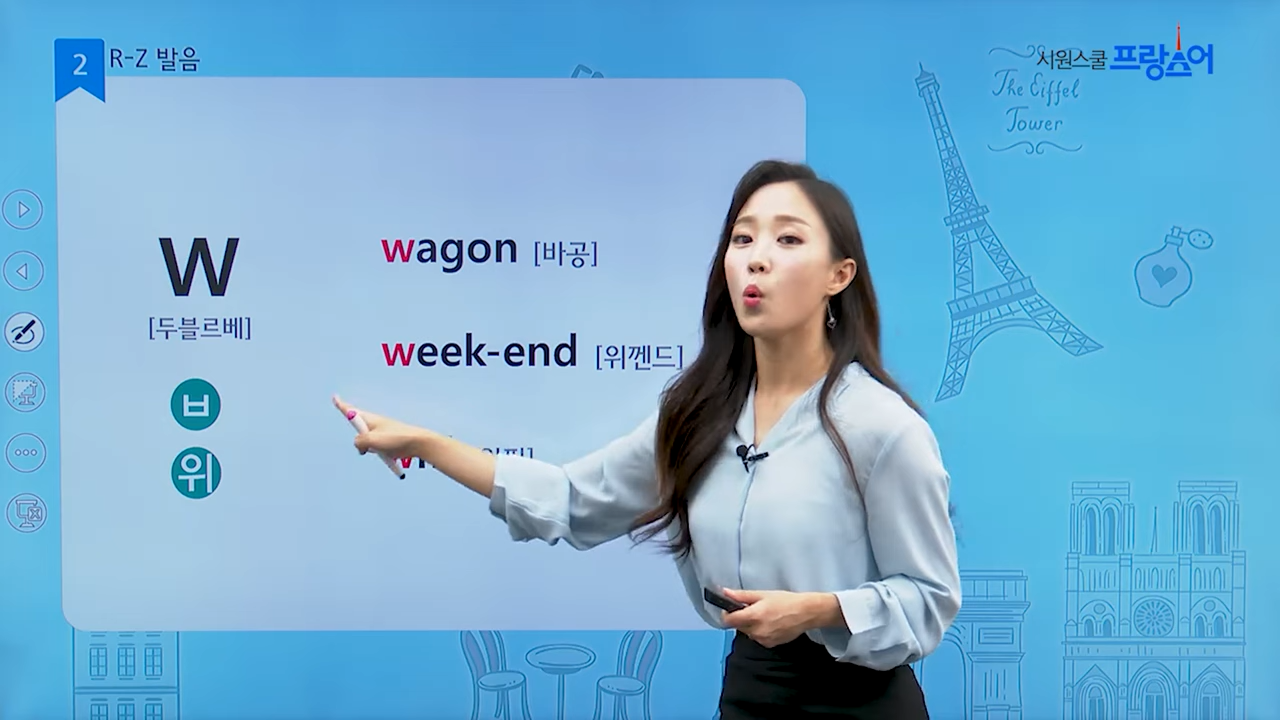 2 R-Z 발음
시원스쿨 프랑스어
The Eiffel
Tower
w
[두블르베]
ㅂ
위
wagon [바공]
week-end [위껜드]